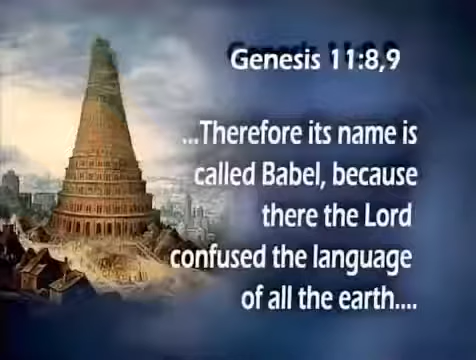 Genesis 11:8,9
...Therefore its name is
called Babel, because
there the Lord
confused the language
of all the earth....